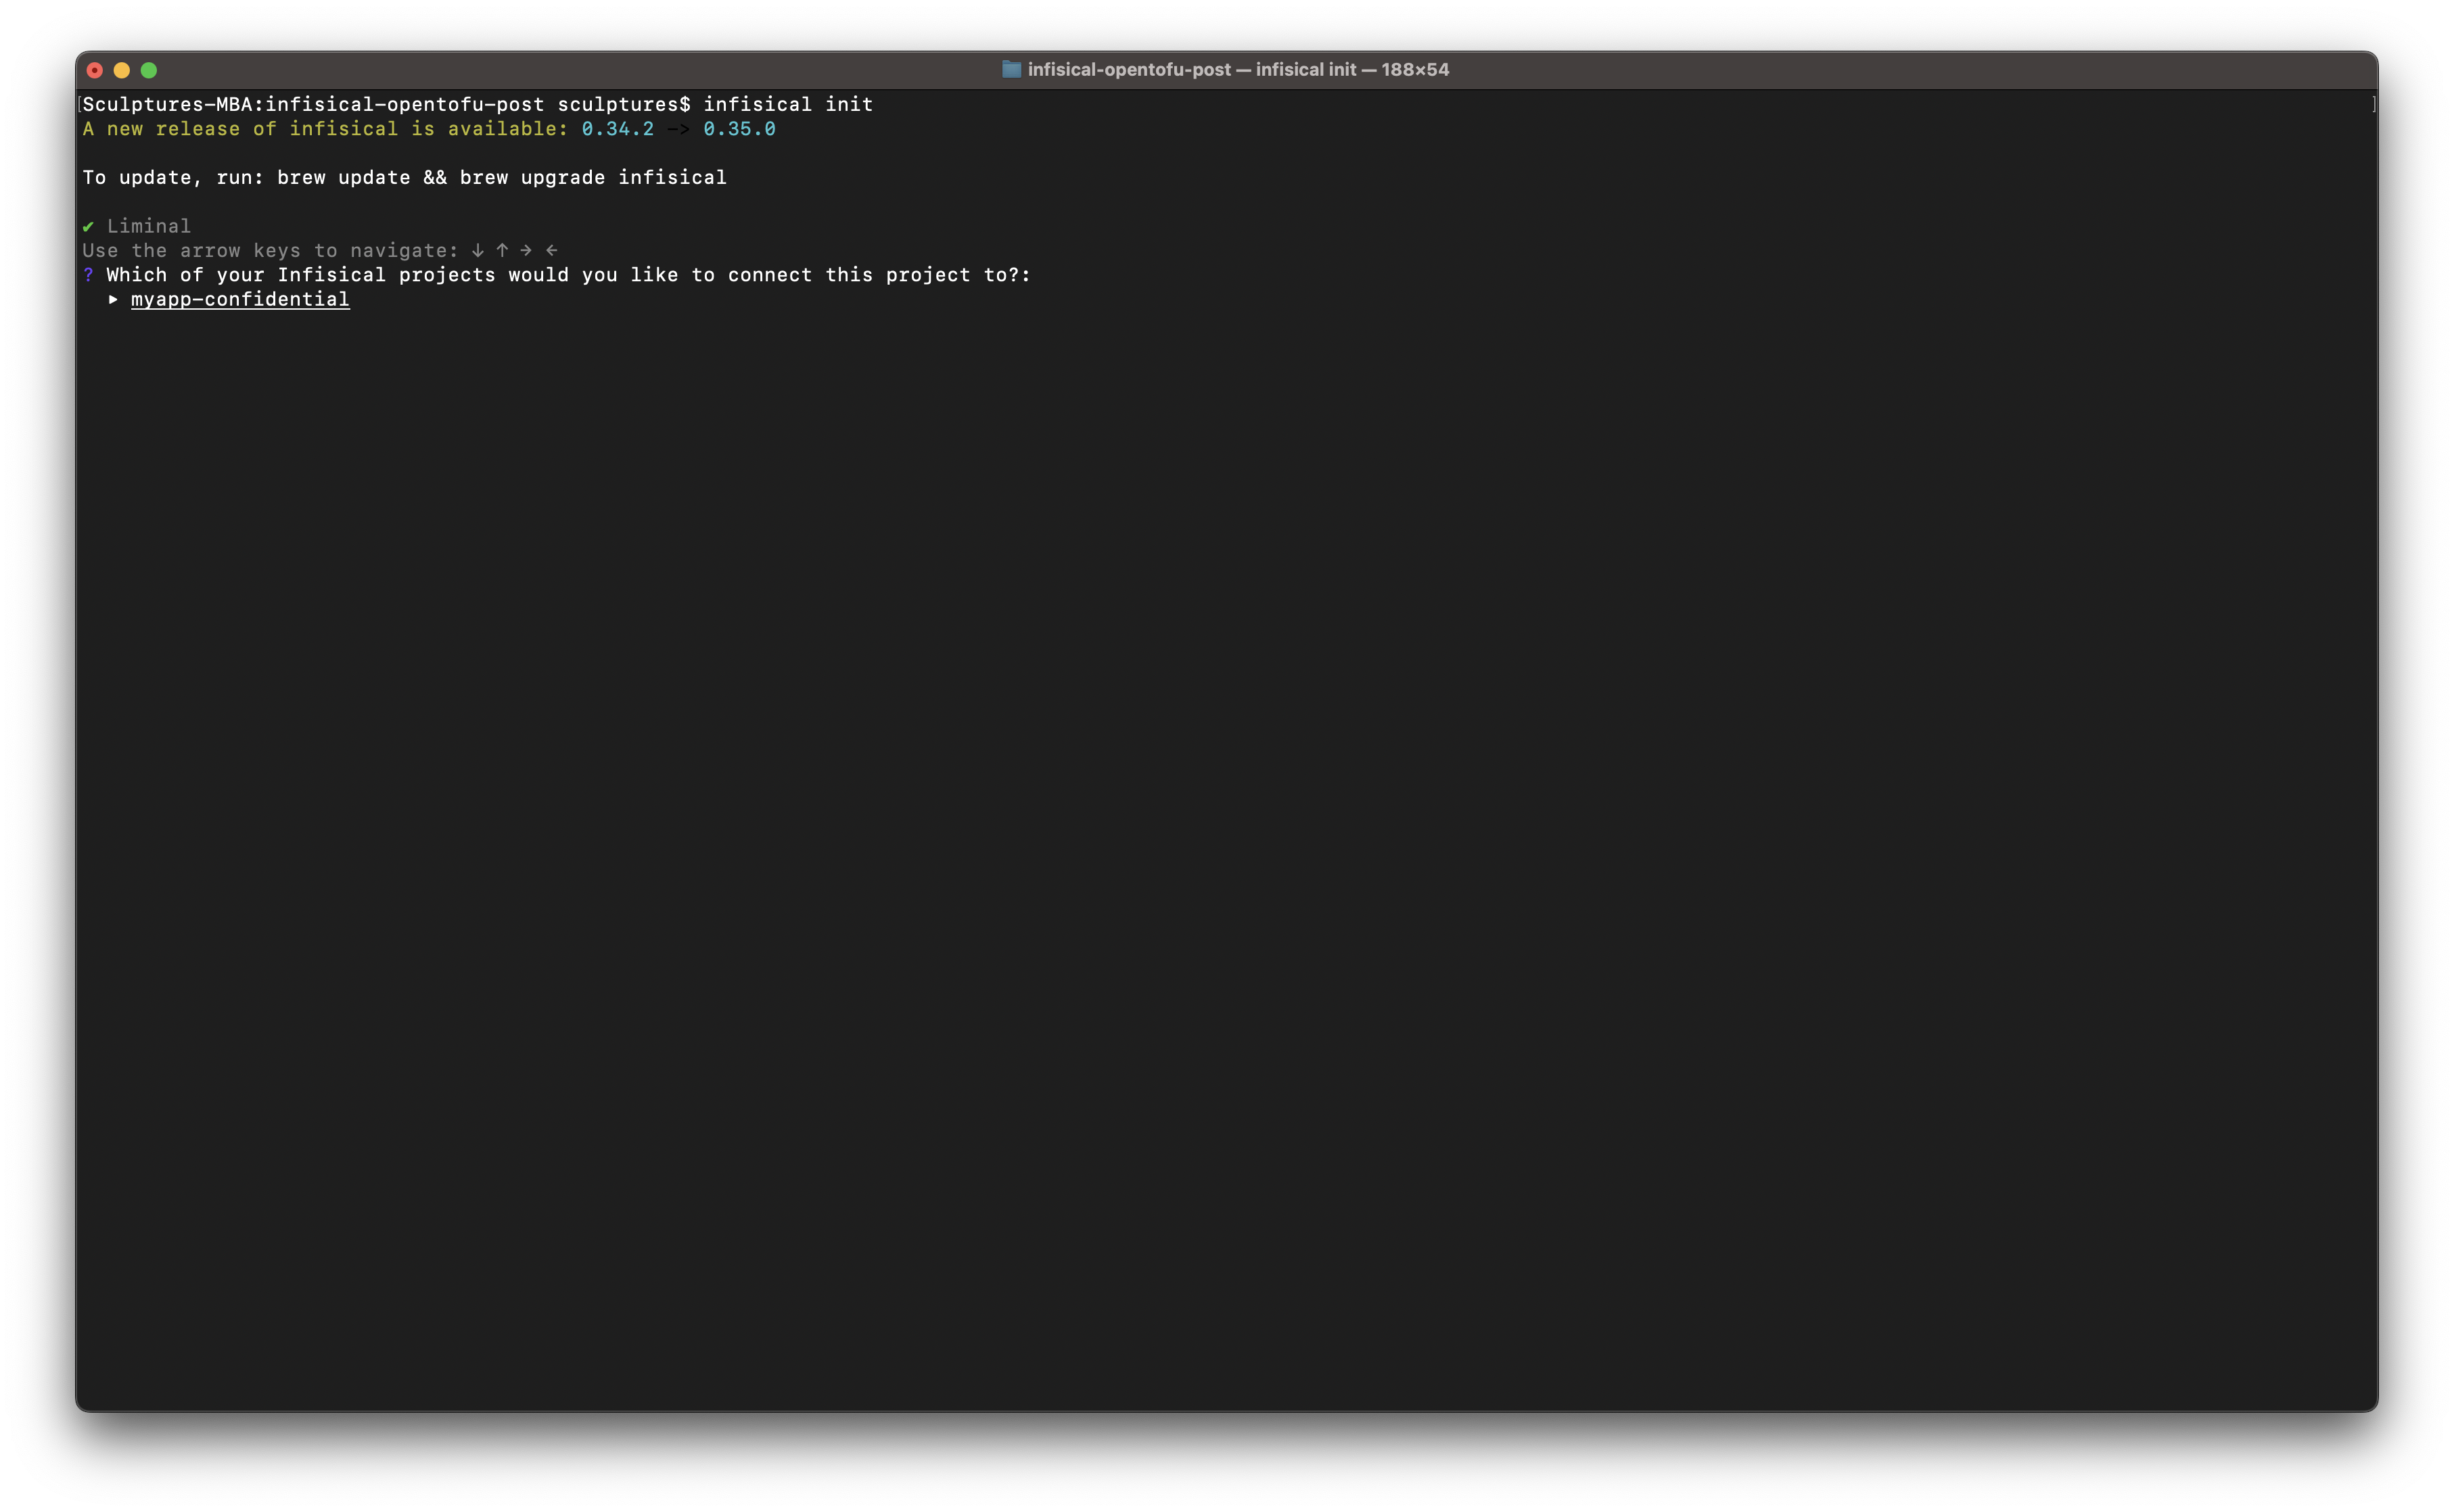 infisical-opentofu-post — infisical init — 188×54
[Sculptures-MBA:infisical-opentofu-post sculptures$ infisical init ]
A new release of infisical is available: 0.34.2 -> 0.35.0
To update, run: brew update && brew upgrade infisical
✔ Liminal
Use the arrow keys to navigate: ↓ ↑ → ←
? Which of your Infisical projects would you like to connect this project to?:
▸ myapp-confidential